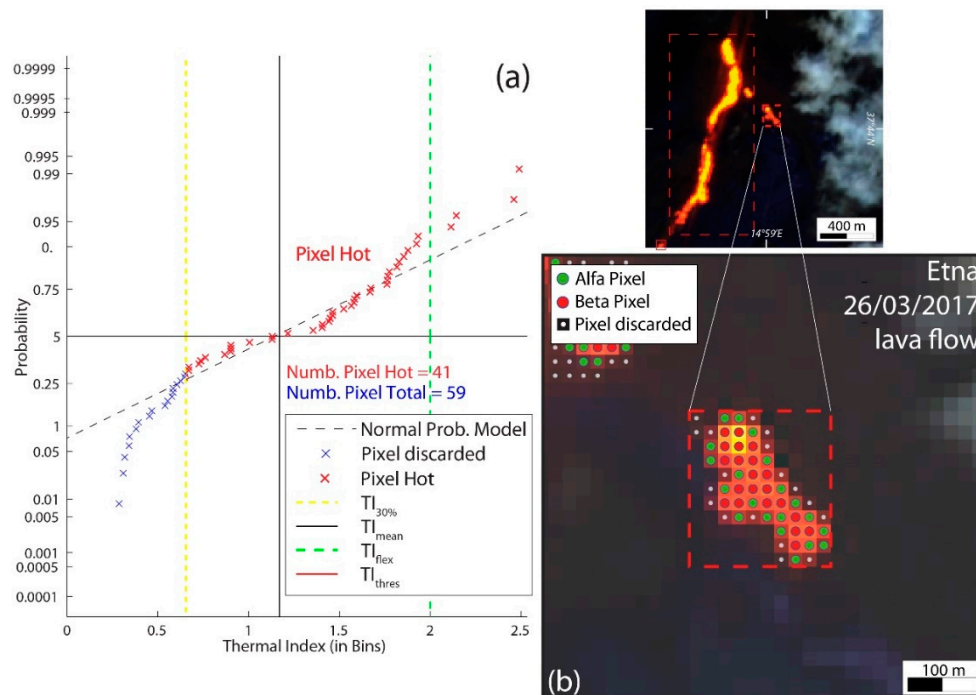 (a)
0.9999
0.9995
0.999
0.995
0.99
0.95
0.
0.75
5
0.25
1
0.05
0.01
0.005
0.001
0.0005
0.0001
Probability
Pixel Hot
Numb. Pixel Hot = 41
Numb. Pixel Total = 59
Normal Prob. Model
Pixel discarded
Pixel Hot
TI30%
TImean
TIflex
TIthres
0 0.5 1 1.5 2 2.5
Thermal Index (in Bins)
37°44'N
14°59'E
400 m
Alfa Pixel
Beta Pixel
Pixel discarded
Etna
26/03/2017
lava flow
(b)
100 m